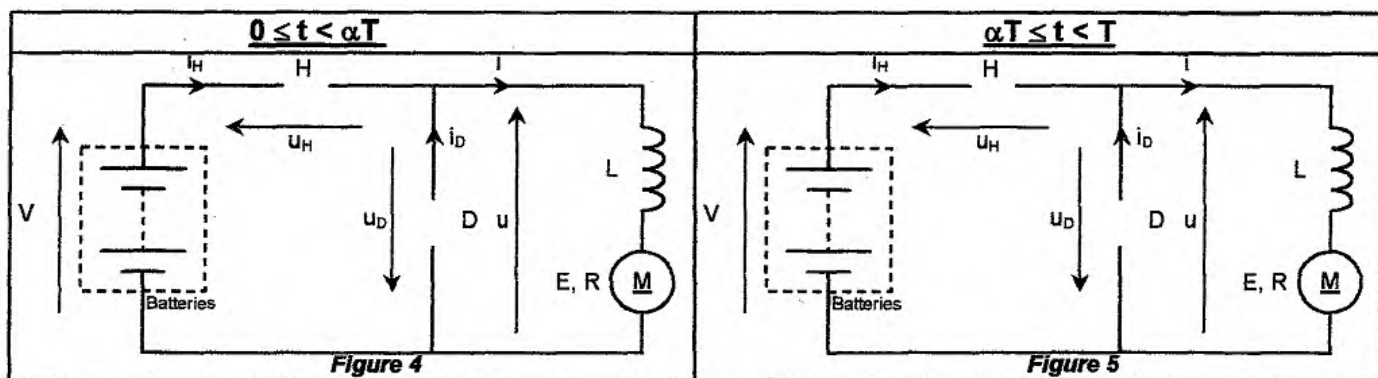 0 ≤ t < αT
αT ≤ t < T
iH H I
uH
iD
V
uD
D u
L
E, R M
Batteries
Figure 4
iH H I
uH
iD
V
uD
D u
L
E, R M
Batteries
Figure 5